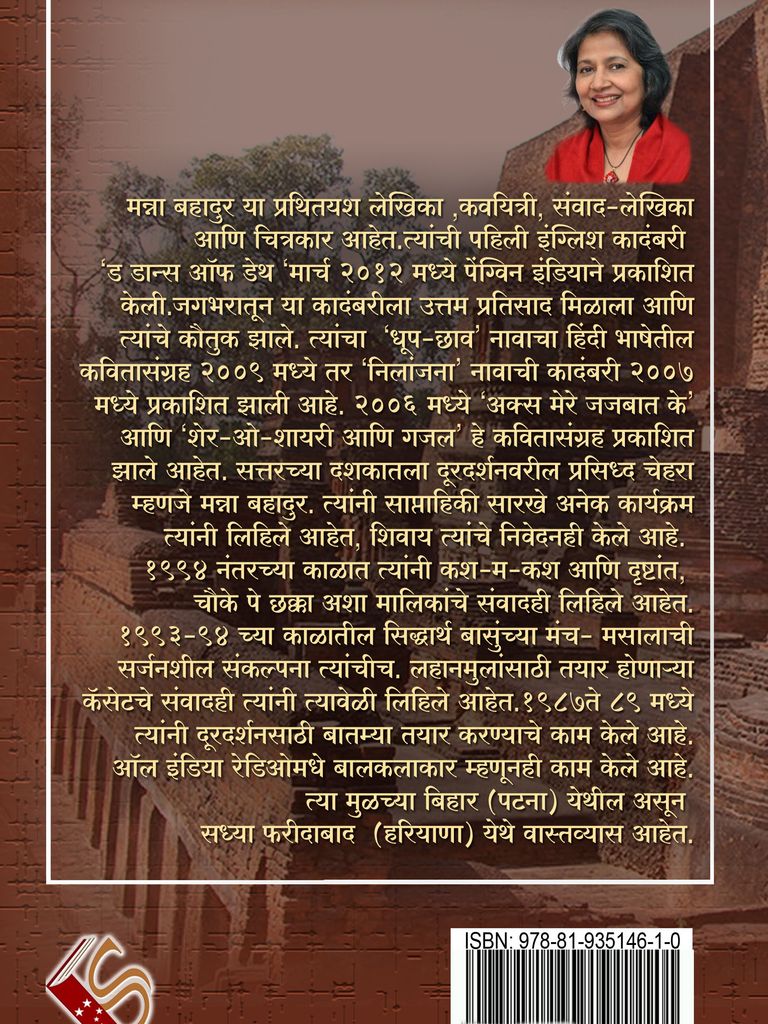 मन्ना बहादुर या प्रथितयश लेखिका ,कवयित्री, संवाद-लेखिका
आणि चित्रकार आहेत.त्यांची पहिली इंग्लिश कादंबरी
‘ड डान्स ऑफ डेथ ‘मार्च २०१२ मध्ये पेंग्विन इंडियाने प्रकाशित
केली.जगभरातून या कादंबरीला उत्तम प्रतिसाद मिळाला आणि
त्यांचे कौतुक झाले. त्यांचा ‘धूप-छाव’ नावाचा हिंदी भाषेतील
कवितासंग्रह २००९ मध्ये तर ‘निलांजना’ नावाची कादंबरी २००७
मध्ये प्रकाशित झाली आहे. २००६ मध्ये ‘अक्स मेरे जजबात के’
आणि ‘शेर-ओ-शायरी आणि गजल’ हे कवितासंग्रह प्रकाशित
झाले आहेत. सत्तरच्या दशकातला दूरदर्शनवरील प्रसिध्द चेहरा
म्हणजे मन्ना बहादुर. त्यांनी साप्ताहिकी सारखे अनेक कार्यक्रम
त्यांनी लिहिले आहेत, शिवाय त्यांचे निवेदनही केले आहे.
१९९४ नंतरच्या काळात त्यांनी कश-म-कश आणि दृष्टांत,
चौके पे छक्का अशा मालिकांचे संवादही लिहिले आहेत.
१९९३-९४ च्या काळातील सिद्धार्थ बासुंच्या मंच- मसालाची
सर्जनशील संकल्पना त्यांचीच. लहानमुलांसाठी तयार होणाऱ्या
कॅसेटचे संवादही त्यांनी त्यावेळी लिहिले आहेत.१९८७ते ८९ मध्ये
त्यांनी दूरदर्शनसाठी बातम्या तयार करण्याचे काम केले आहे.
ऑल इंडिया रेडिओमधे बालकलाकार म्हणूनही काम केले आहे.
त्या मुळच्या बिहार (पटना) येथील असून
सध्या फरीदाबाद (हरियाणा) येथे वास्तव्यास आहेत.
ISBN: 978-81-935146-1-0